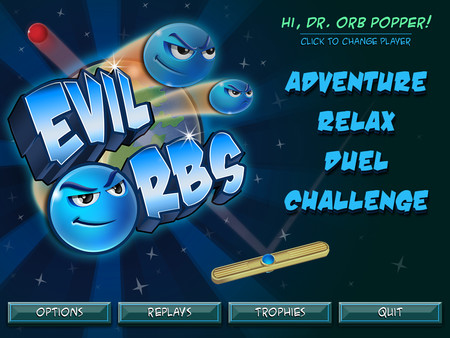 HI, DR. ORB POPPER!
CLICK TO CHANGE PLAYER
EVIL
ORBS
ADVENTURE
RELAX
DUEL
CHALLENGE
OPTIONS
REPLAYS
TROPHIES
QUIT